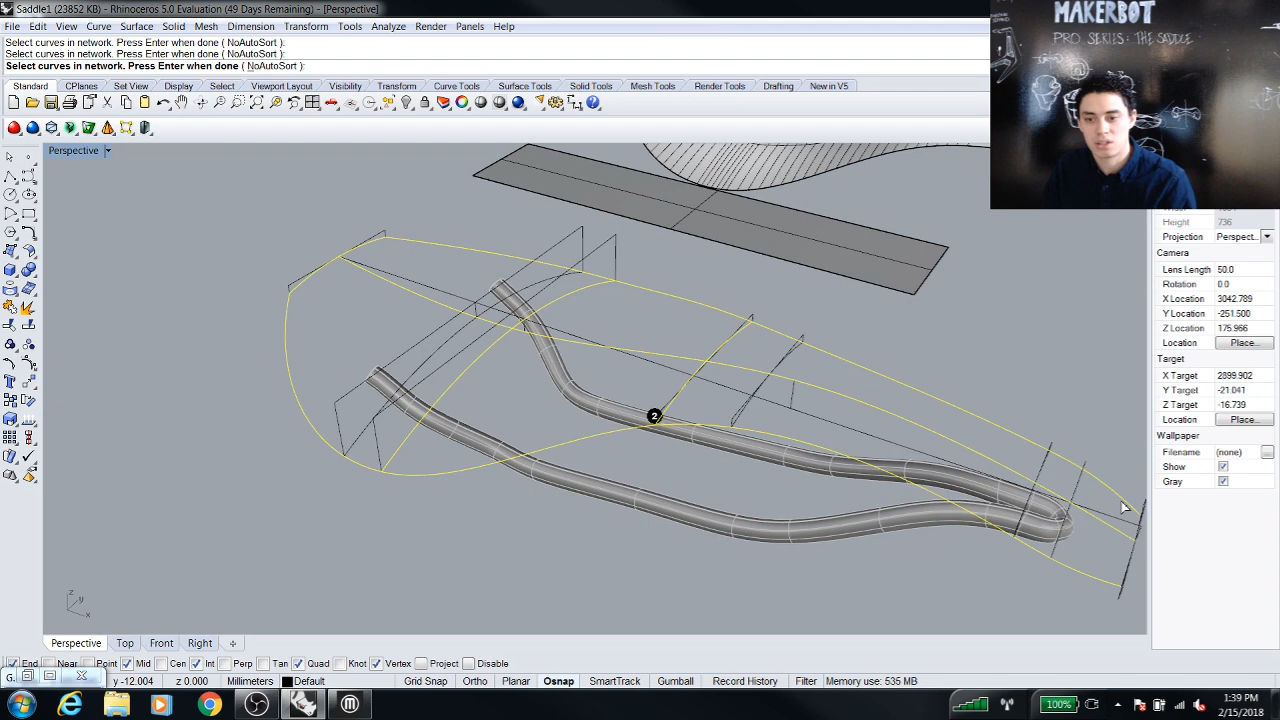 Saddle1 (23852 KB) - Rhinoceros 5.0 Evaluation (49 Days Remaining) - [Perspective]
File Edit View Curve Surface Solid Mesh Dimension Transform Tools Analyze Render Panels Help
Select curves in network. Press Enter when done ( NoAutoSort ):
Select curves in network. Press Enter when done ( NoAutoSort ):
Select curves in network. Press Enter when done ( NoAutoSort ):
Standard CPlanes Set View Display Select Viewport Layout Visibility Transform Curve Tools Surface Tools Solid Tools Mesh Tools Render Tools Drafting New in V5
MAKERBOT
PRO SERIES: THE SADDLE
Perspective
2
z
y
x
Height 736
Projection Perspect...
Camera
Lens Length 50.0
Rotation 0.0
X Location 3042.789
Y Location -251.500
Z Location 175.966
Location Place...
Target
X Target 2899.902
Y Target -21.041
Z Target -16.739
Location Place...
Wallpaper
Filename (none)
Show
Gray
Perspective Top Front Right
End Near Point Mid Cen Int Perp Tan Quad Knot Vertex Project Disable
G... y -12.004 z 0.000 Millimeters Default Grid Snap Ortho Planar Osnap SmartTrack Gumball Record History Filter Memory use: 535 MB
100%
1:39 PM
2/15/2018